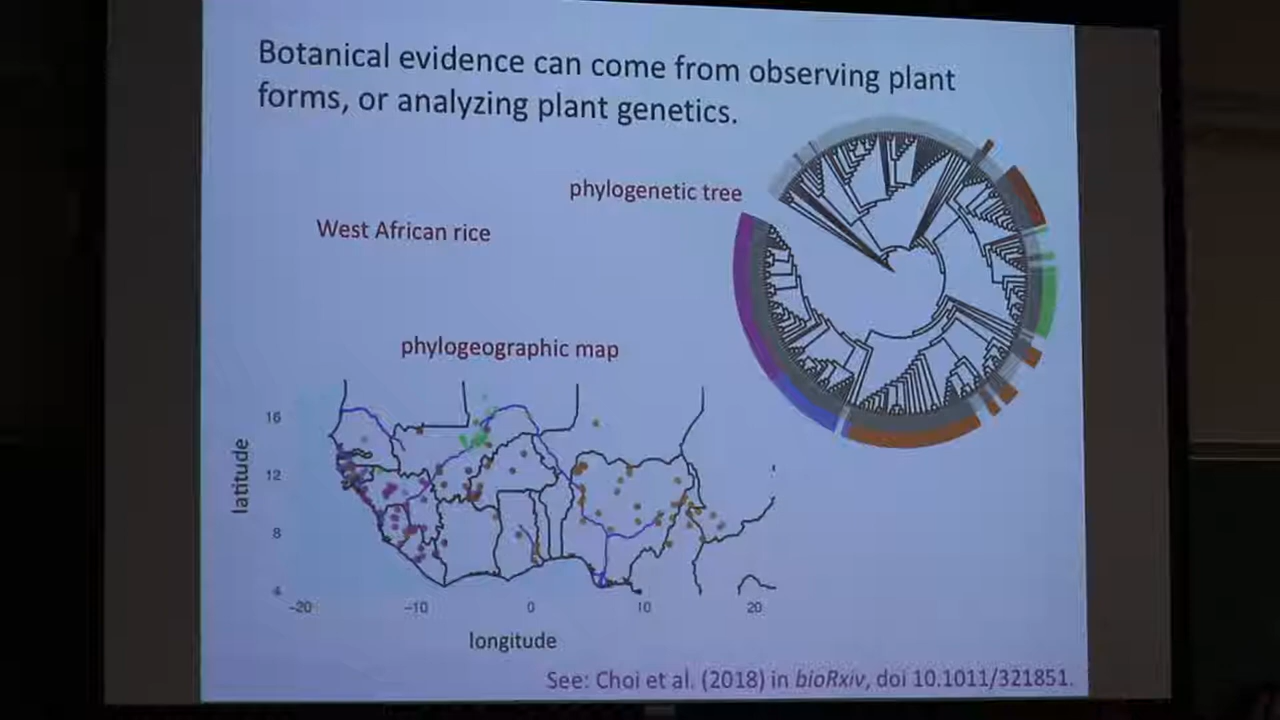 Botanical evidence can come from observing plant
forms, or analyzing plant genetics.
phylogenetic tree
West African rice
phylogeographic map
latitude
16
12
8
4
-20
-10
0
10
20
longitude
See: Choi et al. (2018) in bioRxiv, doi 10.1011/321851.